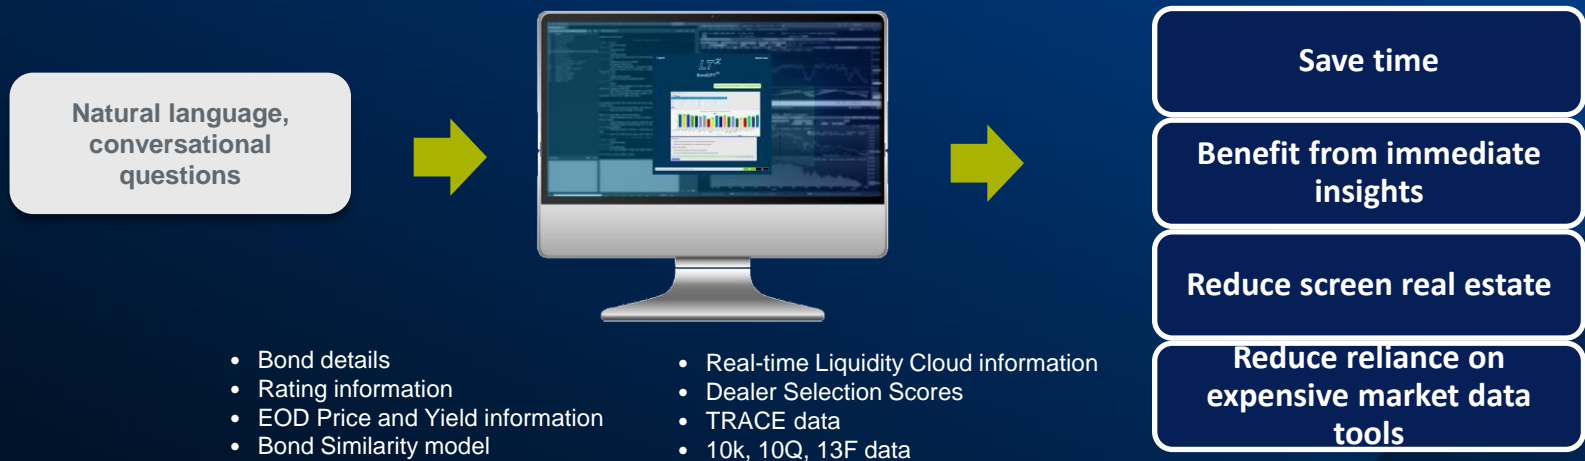 Natural language,
conversational
questions
LTX
BondGPT
Save time
Benefit from immediate
insights
Reduce screen real estate
Reduce reliance on
expensive market data
tools
• Bond details
• Rating information
• EOD Price and Yield information
• Bond Similarity model
• Real-time Liquidity Cloud information
• Dealer Selection Scores
• TRACE data
• 10k, 10Q, 13F data